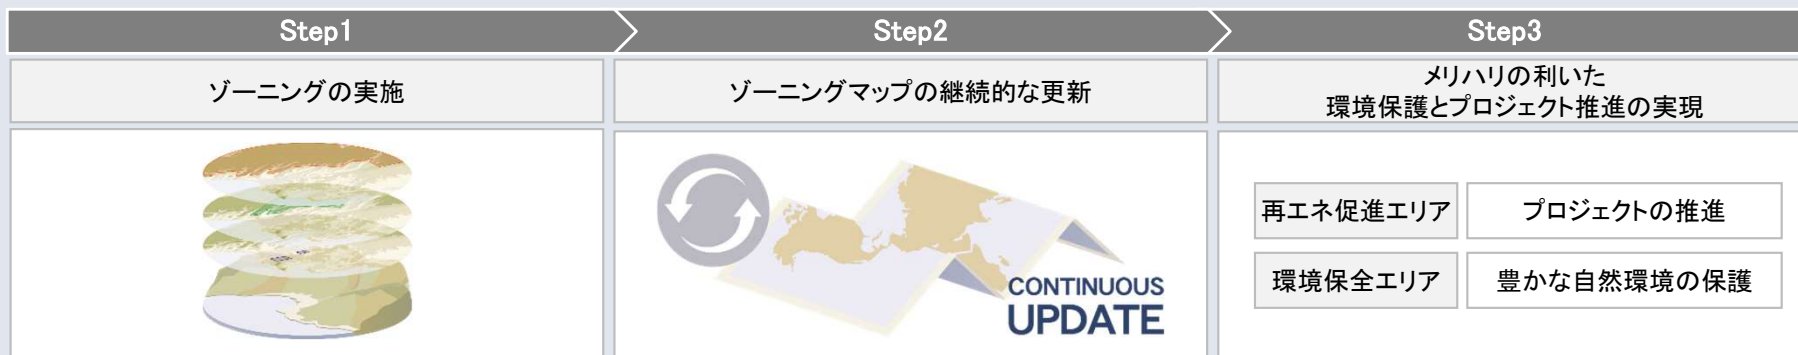 Step1
Step2
Step3
ゾーニングの実施
ゾーニングマップの継続的な更新
メリハリの利いた
環境保護とプロジェクト推進の実現
CONTINUOUS
UPDATE
再エネ促進エリア
プロジェクトの推進
環境保全エリア
豊かな自然環境の保護